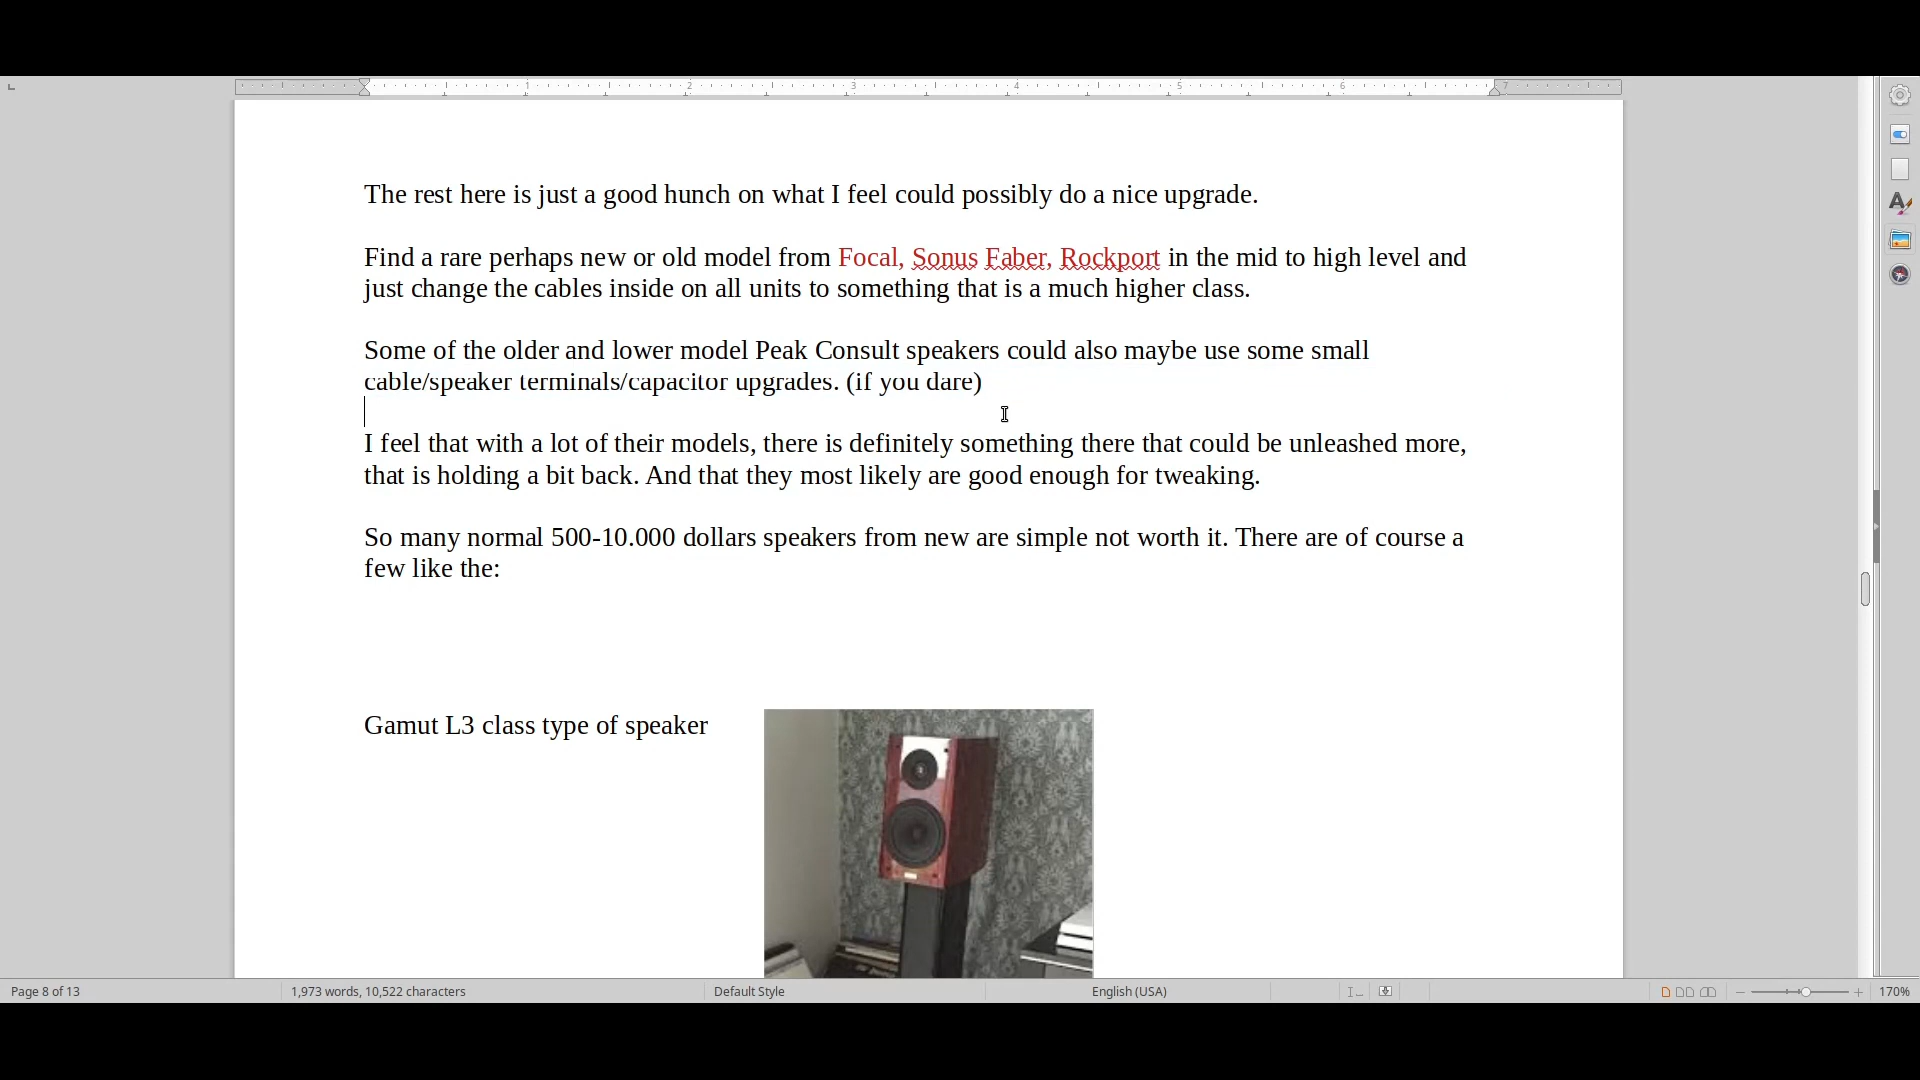 1 2 3 4 5 6 7
The rest here is just a good hunch on what I feel could possibly do a nice upgrade.
Find a rare perhaps new or old model from Focal, Sonus Faber, Rockport in the mid to high level and
just change the cables inside on all units to something that is a much higher class.
Some of the older and lower model Peak Consult speakers could also maybe use some small
cable/speaker terminals/capacitor upgrades. (if you dare)
I feel that with a lot of their models, there is definitely something there that could be unleashed more,
that is holding a bit back. And that they most likely are good enough for tweaking.
So many normal 500-10.000 dollars speakers from new are simple not worth it. There are of course a
few like the:
Gamut L3 class type of speaker
Page 8 of 13 1,973 words, 10,522 characters Default Style English (USA) 170%